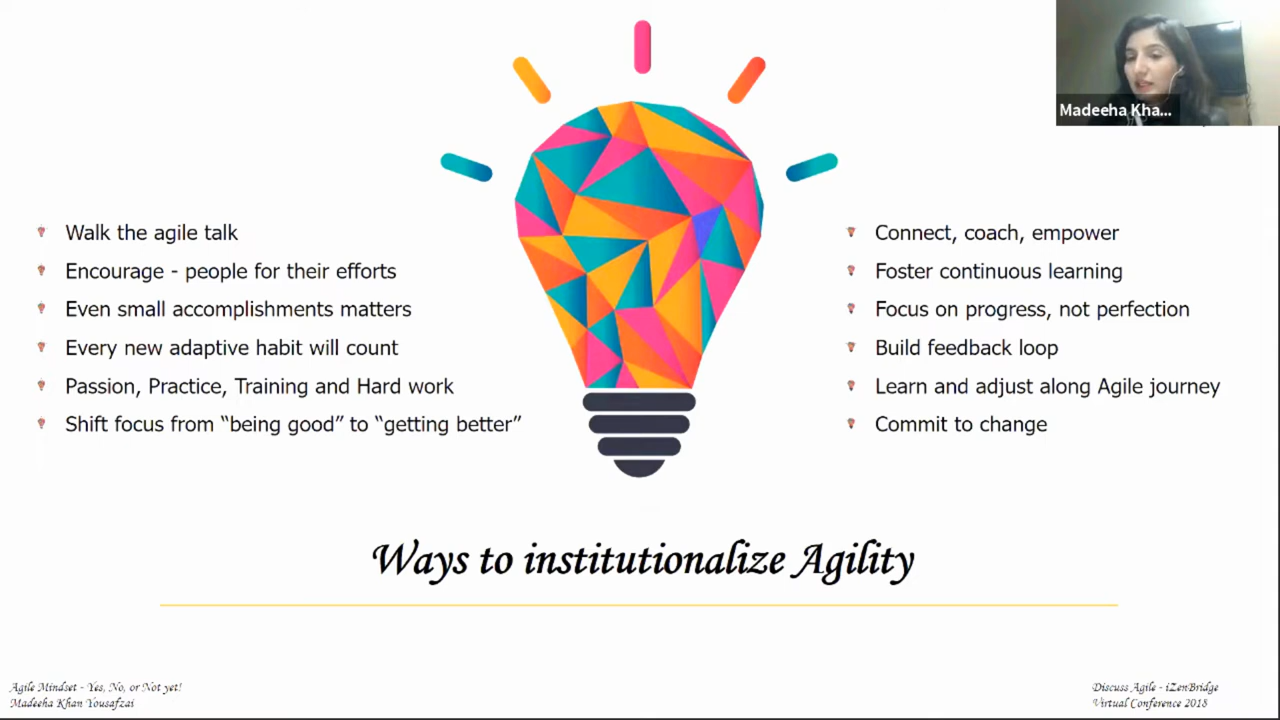 Madeeha Kha...
Walk the agile talk
Encourage - people for their efforts
Even small accomplishments matters
Every new adaptive habit will count
Passion, Practice, Training and Hard work
Shift focus from “being good” to “getting better”
Connect, coach, empower
Foster continuous learning
Focus on progress, not perfection
Build feedback loop
Learn and adjust along Agile journey
Commit to change
Ways to institutionalize Agility
Agile Mindset - Yes, No, or Not yet!
Madeeha Khan Yousafzai
Discuss Agile - iZenBridge
Virtual Conference 2018